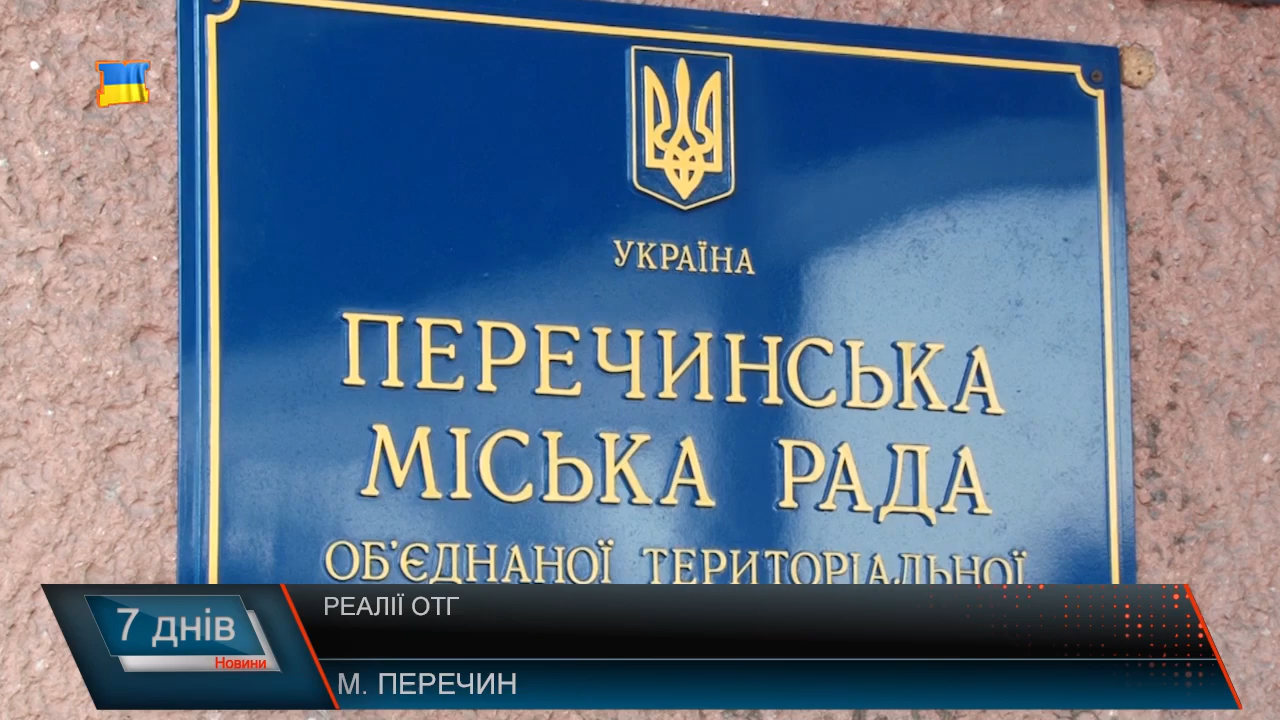 УКРАЇНА
ПЕРЕЧИНСЬКА
МІСЬКА РАДА
ОБ'ЄДНАНОЇ ТЕРИТОРІАЛЬНОЇ
7 днів
Новини
РЕАЛІЇ ОТГ
М. ПЕРЕЧИН